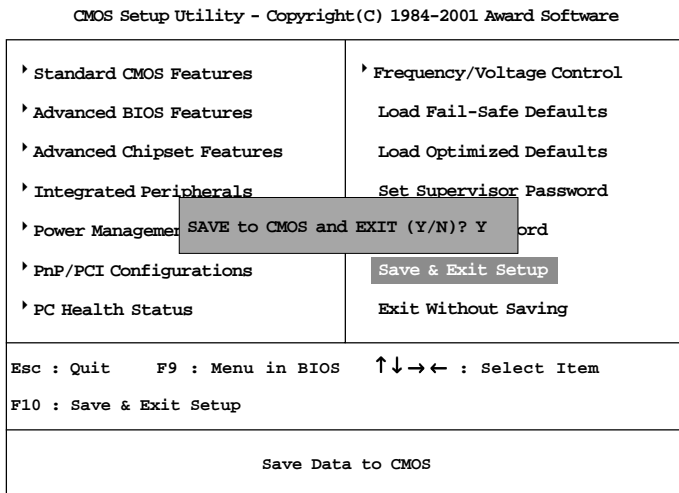 CMOS Setup Utility - Copyright(C) 1984-2001 Award Software
Standard CMOS Features
Advanced BIOS Features
Advanced Chipset Features
Integrated Peripherals
Power Managemen
PnP/PCI Configurations
PC Health Status
Frequency/Voltage Control
Load Fail-Safe Defaults
Load Optimized Defaults
Set Supervisor Password
ord
Save & Exit Setup
Exit Without Saving
SAVE to CMOS and EXIT (Y/N)? Y
Esc : Quit F9 : Menu in BIOS ↑↓→← : Select Item
F10 : Save & Exit Setup
Save Data to CMOS